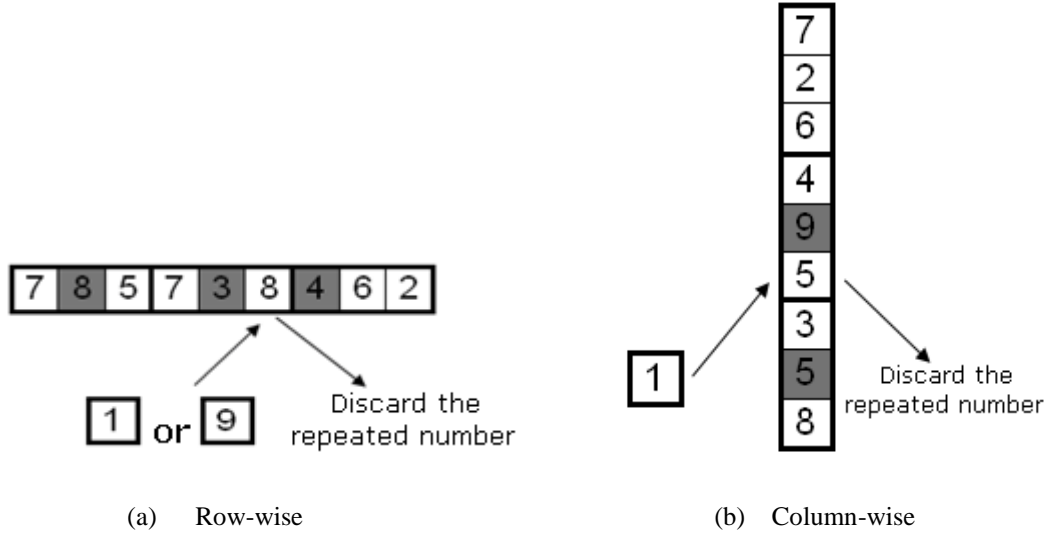 7 8 5 7 3 8 4 6 2
1 or 9
Discard the
repeated number
(a) Row-wise
7
2
6
4
9
5
3
5
8
1
Discard the
repeated number
(b) Column-wise